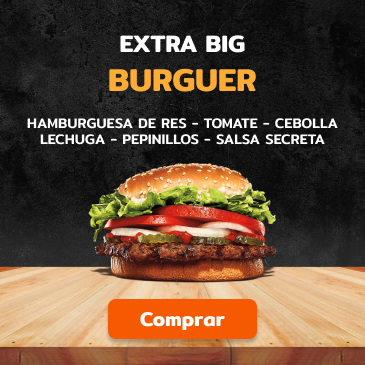 EXTRA BIG
BURGUER
HAMBURGUESA DE RES - TOMATE - CEBOLLA
LECHUGA - PEPINILLOS - SALSA SECRETA
Comprar